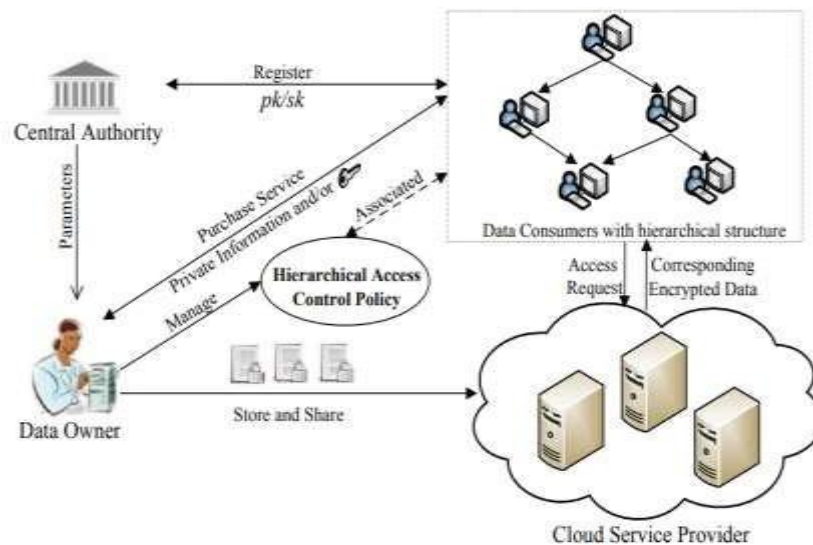 Register
pk/sk
Central Authority
Parameters
Purchase Service
Private Information and/or
Associated
Data Consumers with hierarchical structure
Access
Request
Corresponding
Encrypted Data
Hierarchical Access
Control Policy
Manage
Store and Share
Data Owner
Cloud Service Provider